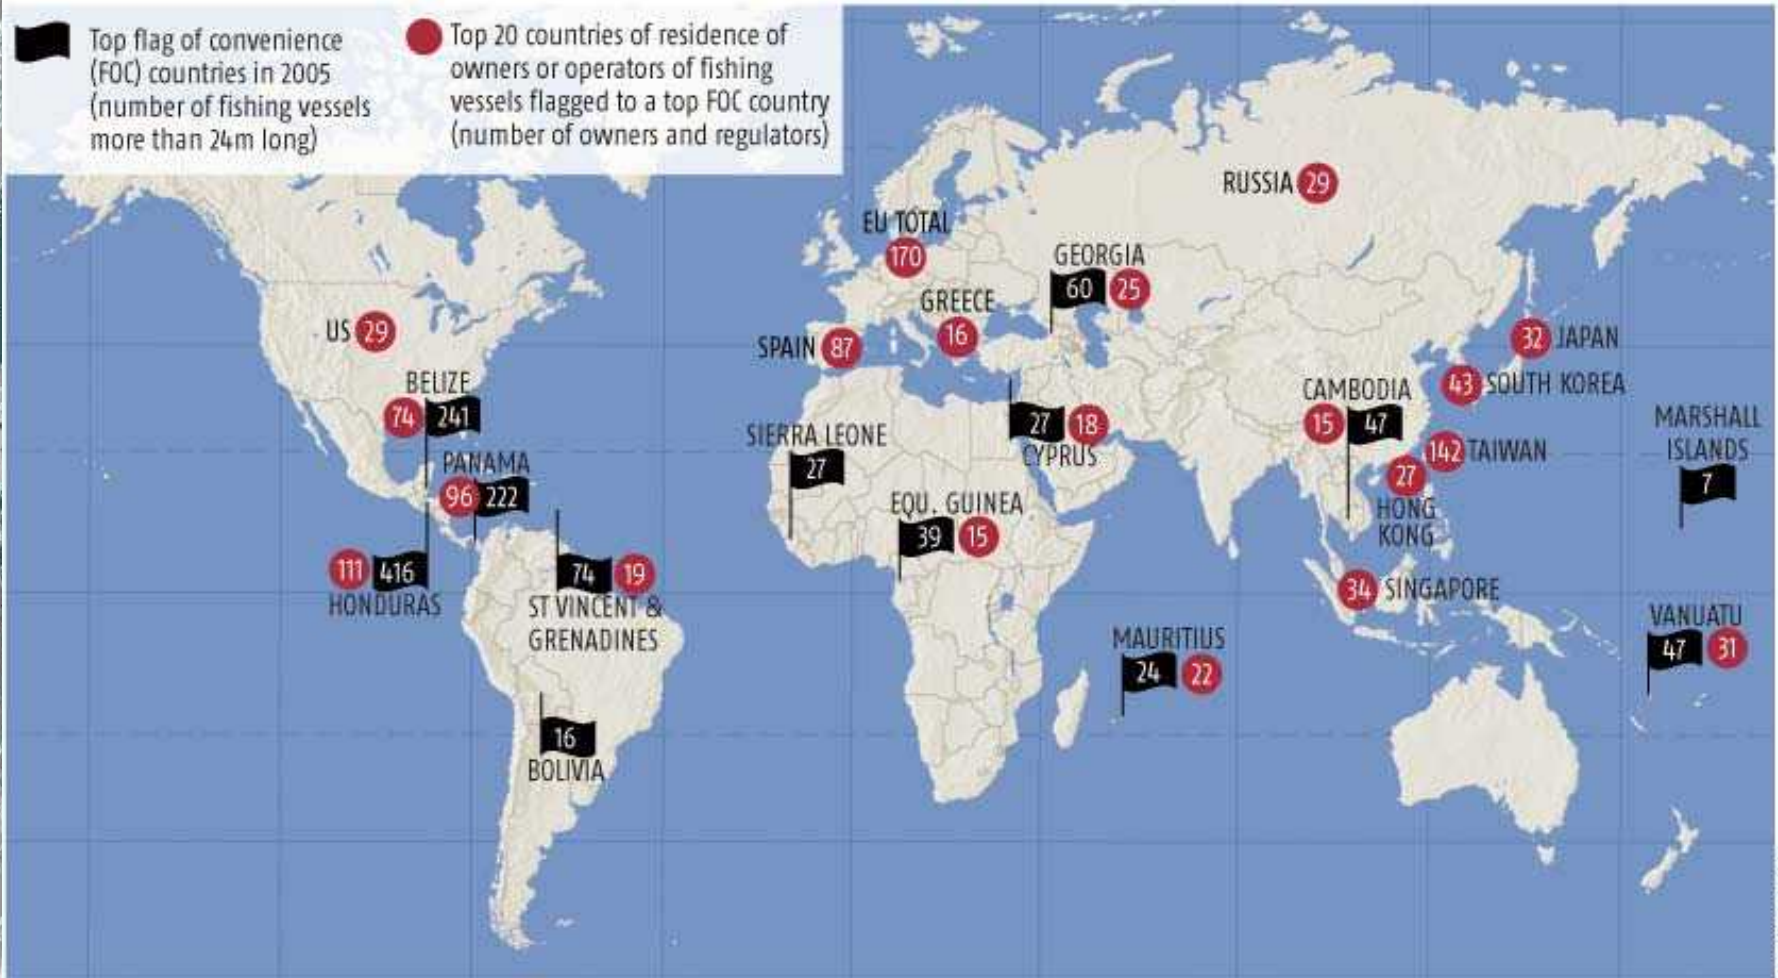 Top flag of convenience
(FOC) countries in 2005
(number of fishing vessels
more than 24m long)
Top 20 countries of residence of
owners or operators of fishing
vessels flagged to a top FOC country
(number of owners and regulators)
RUSSIA 29
EU TOTAL
170
GEORGIA
60 25
GREECE
16
US 29
SPAIN 87
32 JAPAN
BELIZE
74 241
43 SOUTH KOREA
CAMBODIA
15 47
27 18
CYPRUS
MARSHALL
ISLANDS
7
SIERRA LEONE
27
142 TAIWAN
27
HONG
KONG
PANAMA
96 222
EQU. GUINEA
39 15
111 416
HONDURAS
74 19
ST VINCENT &
GRENADINES
34 SINGAPORE
VANUATU
47 31
MAURITIUS
24 22
16
BOLIVIA